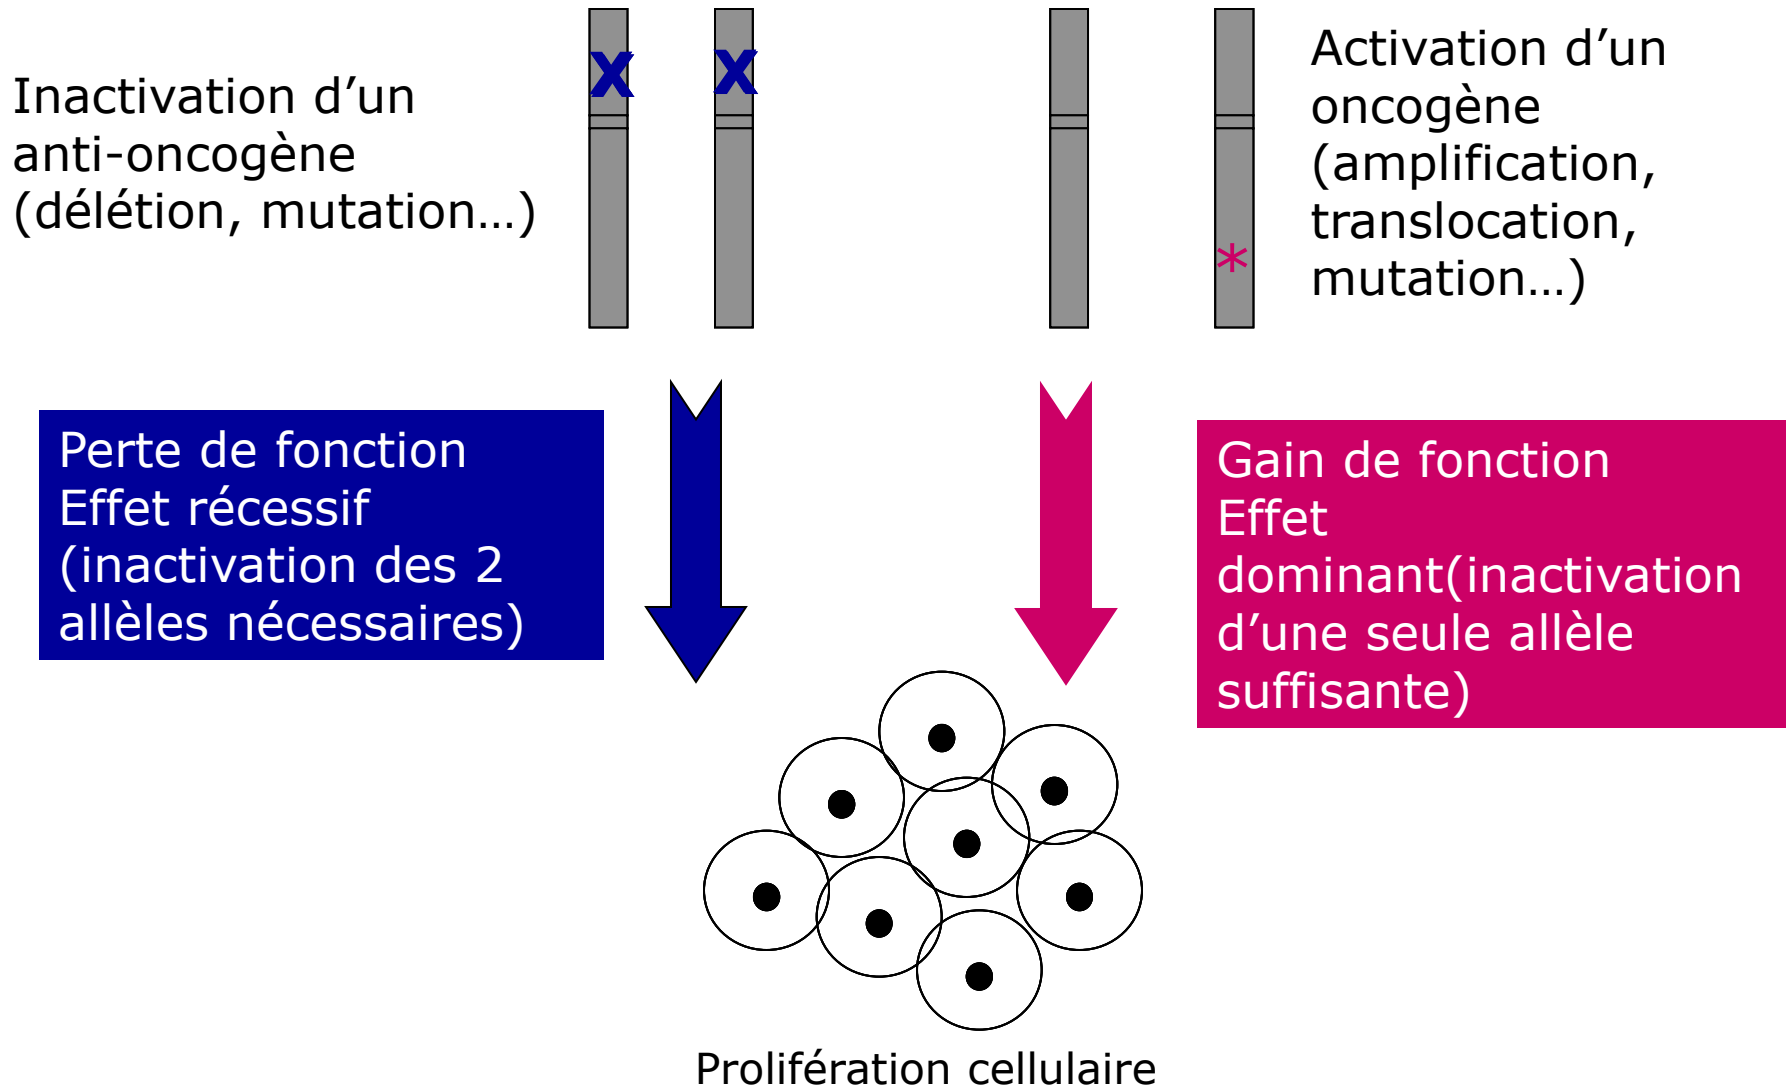 Inactivation d’un
anti-oncogène
(délétion, mutation…)
X
X
*
Activation d’un
oncogène
(amplification,
translocation,
mutation…)
Perte de fonction
Effet récessif
(inactivation des 2
allèles nécessaires)
Gain de fonction
Effet
dominant(inactivation
d’une seule allèle
suffisante)
Prolifération cellulaire